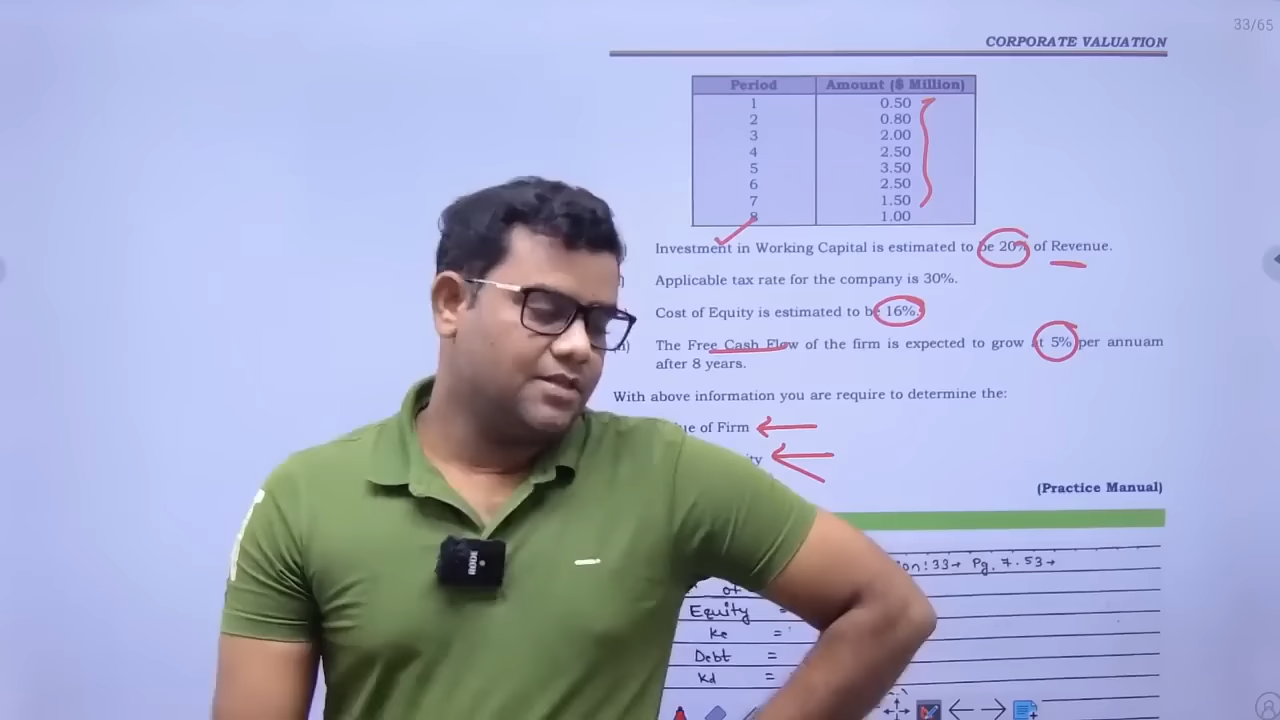 33/65
CORPORATE VALUATION
Period Amount ($ Million)
1 0.50
2 0.80
3 2.00
4 2.50
5 3.50
6 2.50
7 1.50
8 1.00
Investment in Working Capital is estimated to be 20% of Revenue.
Applicable tax rate for the company is 30%.
Cost of Equity is estimated to be 16%.
The Free Cash Flow of the firm is expected to grow at 5% per annuam
after 8 years.
With above information you are require to determine the:
of Firm
(Practice Manual)
:33→ Pg. 7.53→
of
Equity =
Ke =
Debt =
Kd =
RODE